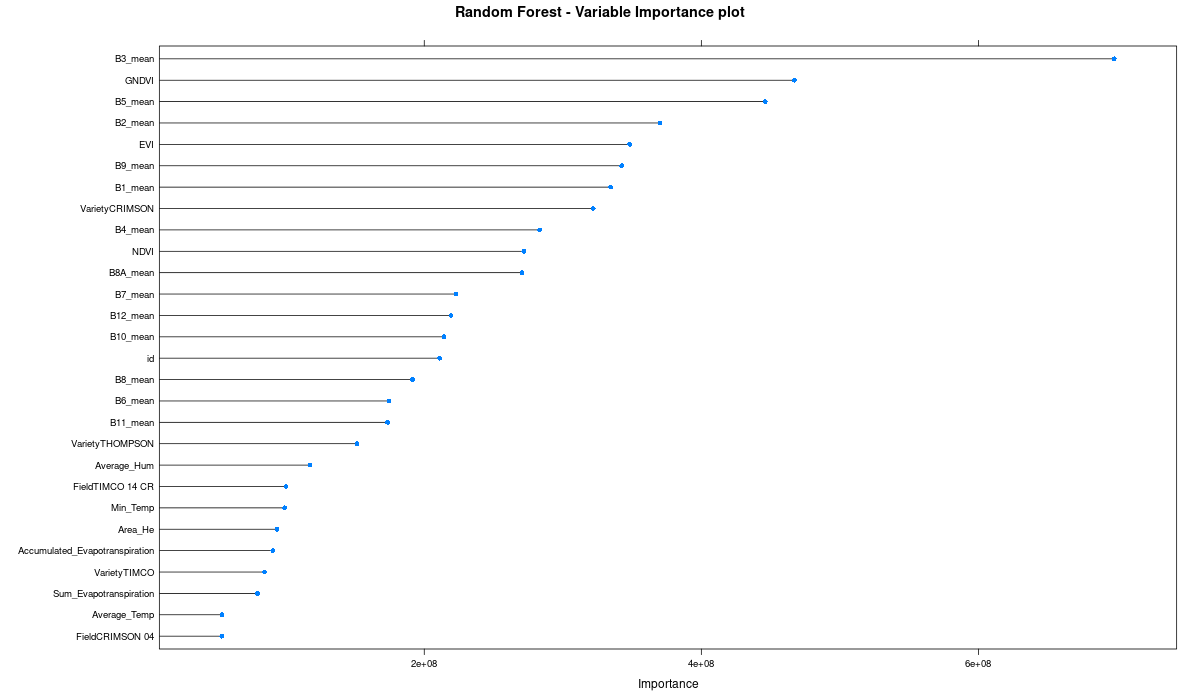 Random Forest - Variable Importance plot
B3_mean
GNDVI
B5_mean
B2_mean
EVI
B9_mean
B1_mean
VarietyCRIMSON
B4_mean
NDVI
B8A_mean
B7_mean
B12_mean
B10_mean
id
B8_mean
B6_mean
B11_mean
VarietyTHOMPSON
Average_Hum
FieldTIMCO 14 CR
Min_Temp
Area_He
Accumulated_Evapotranspiration
VarietyTIMCO
Sum_Evapotranspiration
Average_Temp
FieldCRIMSON 04
2e+08 4e+08 6e+08
Importance